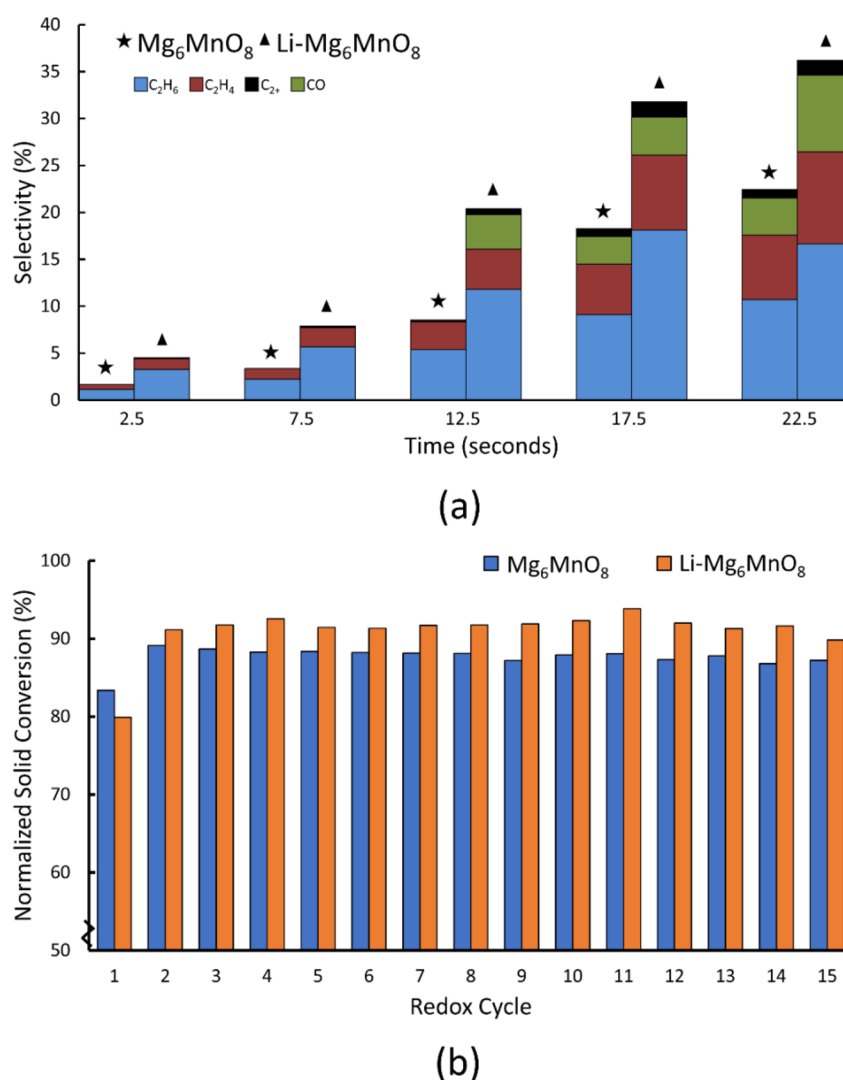 40
35
30
25
20
15
10
5
0
Selectivity (%)
★ Mg₆MnO₈ ▲ Li-Mg₆MnO₈
C₂H₆ C₂H₄ C₂₊ CO
2.5 7.5 12.5 17.5 22.5
Time (seconds)
(a)
100
90
80
70
60
50
Normalized Solid Conversion (%)
Mg₆MnO₈ Li-Mg₆MnO₈
1 2 3 4 5 6 7 8 9 10 11 12 13 14 15
Redox Cycle
(b)